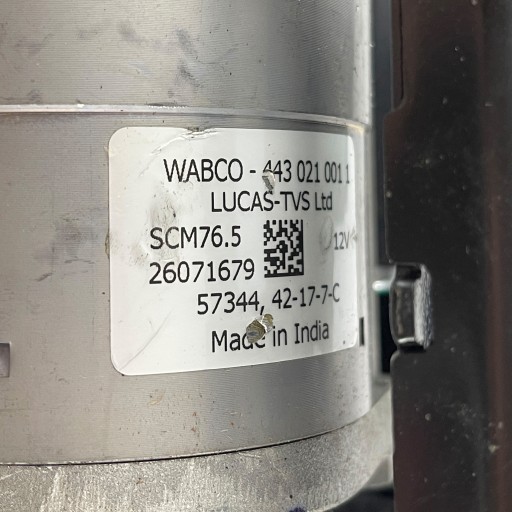 WABCO - 443 021 001 1
LUCAS-TVS Ltd
SCM76.5
12V
26071679
57344, 42-17-7-C
Made in India